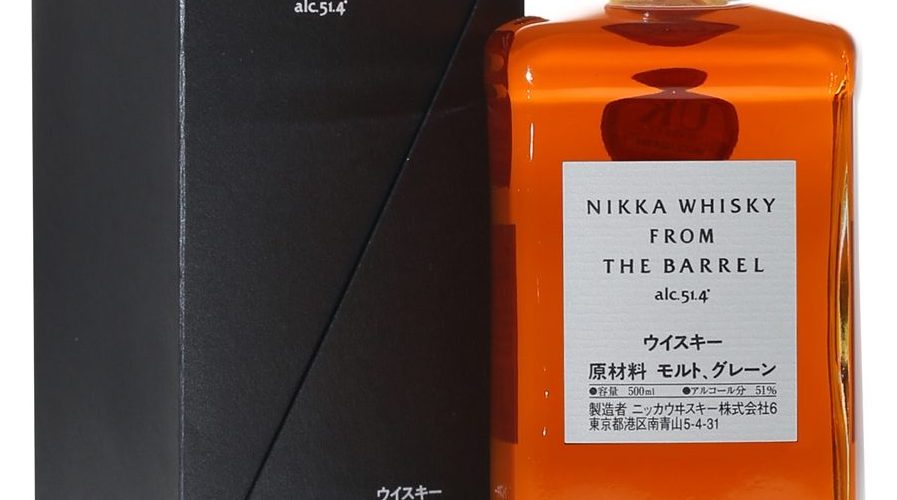 alc.51.4°
NIKKA WHISKY
FROM
THE BARREL
alc.51.4°
ウイスキー
原材料 モルト、グレーン
●容量 500ml ●アルコール分 51%
製造者 ニッカウヰスキー株式会社6
東京都港区南青山5-4-31
ウイスキー